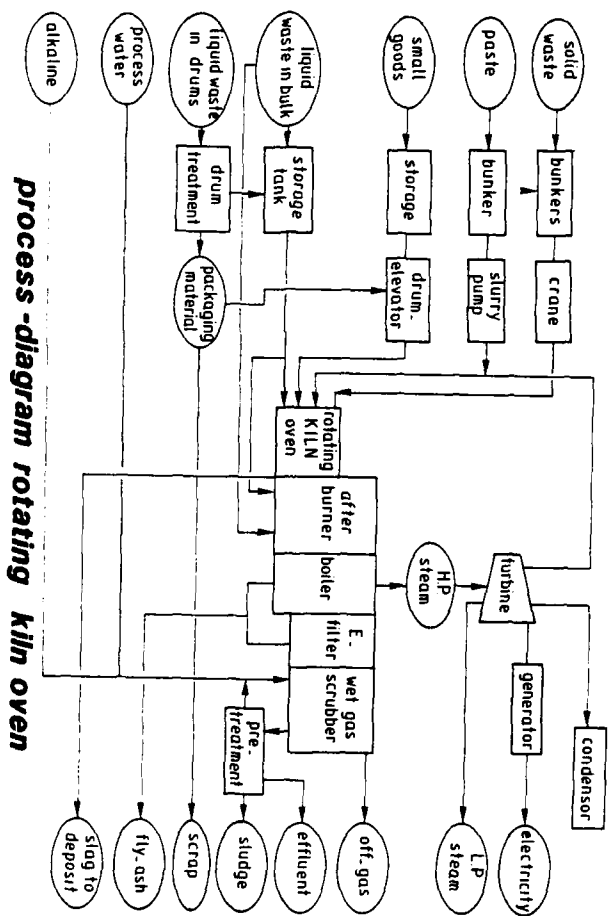 solid
waste
bunkers
crane
paste
bunker
slurry
pump
small
goods
storage
drum-
elevator
liquid
waste in bulk
storage
tank
liquid waste
in drums
drum
treatment
packaging
material
process
water
alkaline
rotating
KILN
oven
after
burner
boiler
E-
filter
wet gas
scrubber
pre-
treatment
H.P
steam
turbine
generator
condensor
electricity
L.P
steam
off-gas
effluent
sludge
scrap
fly-ash
slag to
deposit
process-diagram rotating kiln oven